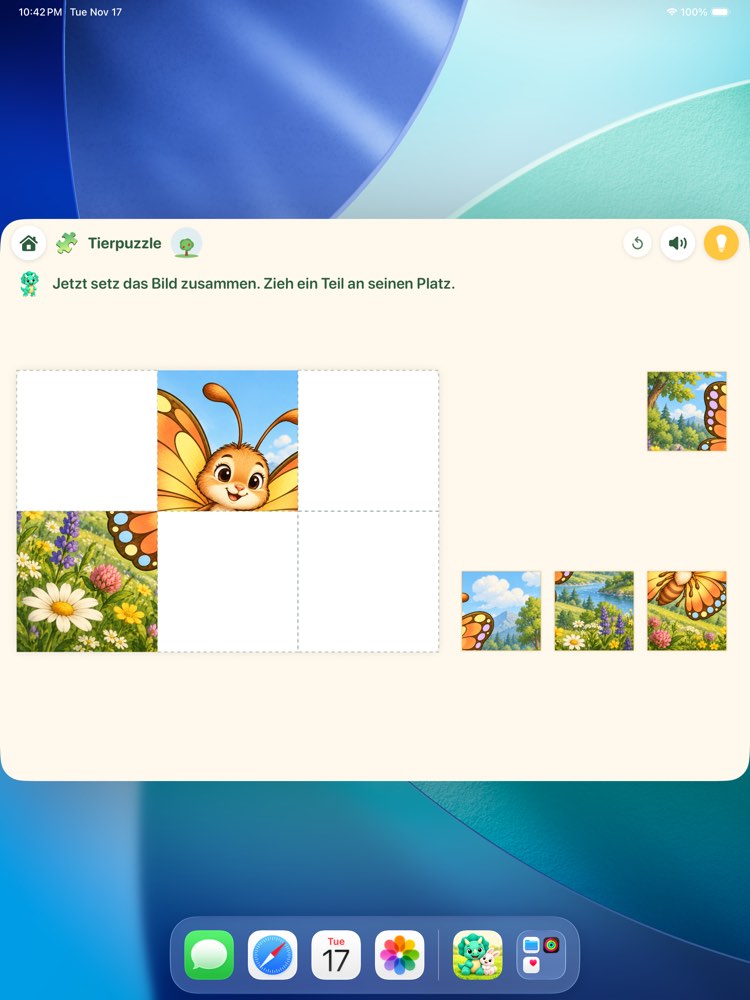 10:42 PM Tue Nov 17
100%
Tierpuzzle
Jetzt setz das Bild zusammen. Zieh ein Teil an seinen Platz.
Tue
17